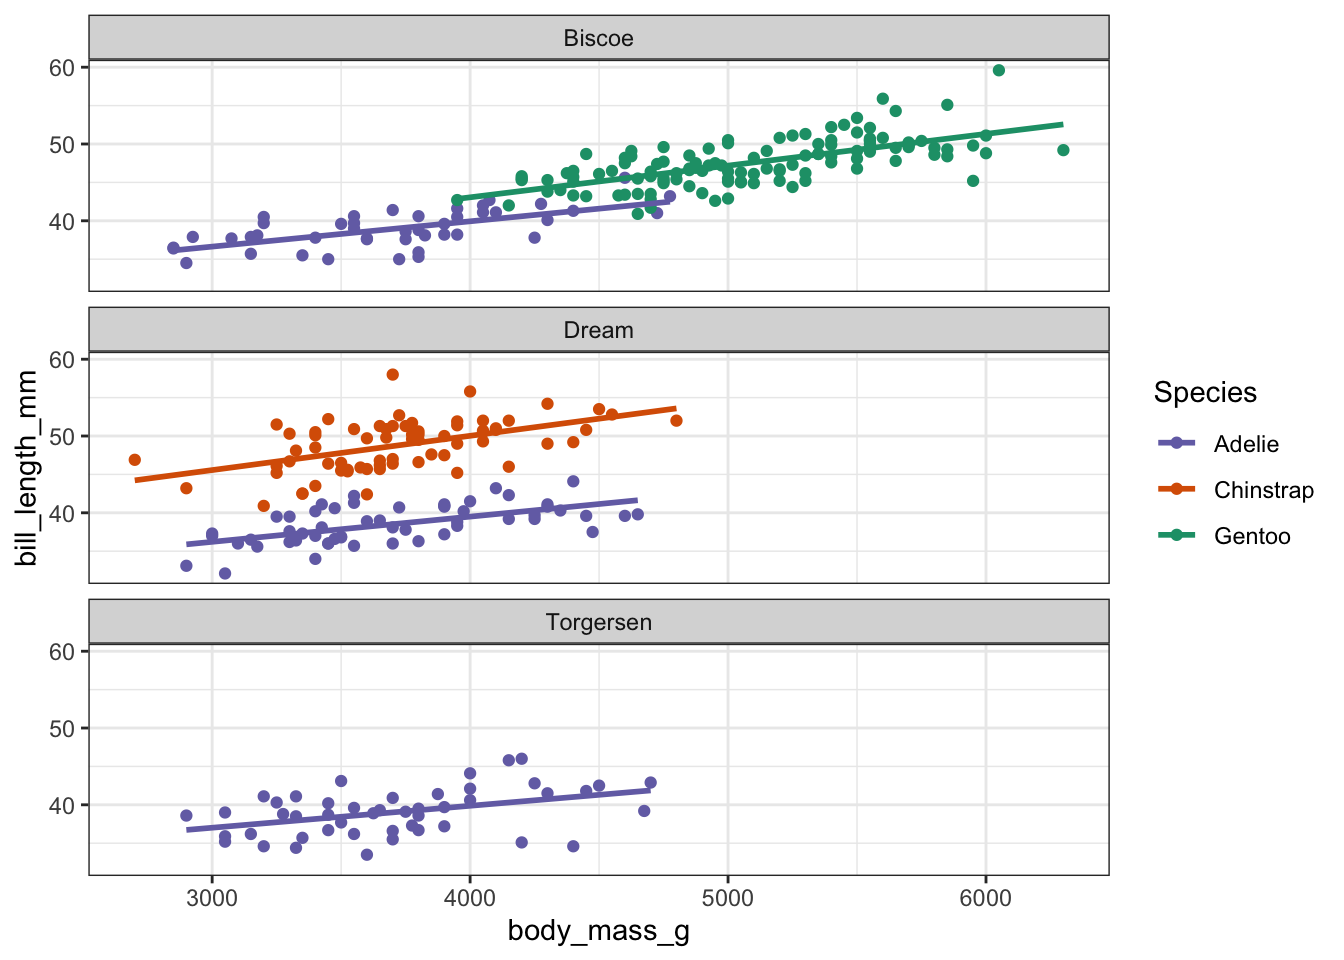 Biscoe
60
50
40
Dream
60
50
40
Torgersen
60
50
40
3000 4000 5000 6000
body_mass_g
bill_length_mm
Species
Adelie
Chinstrap
Gentoo